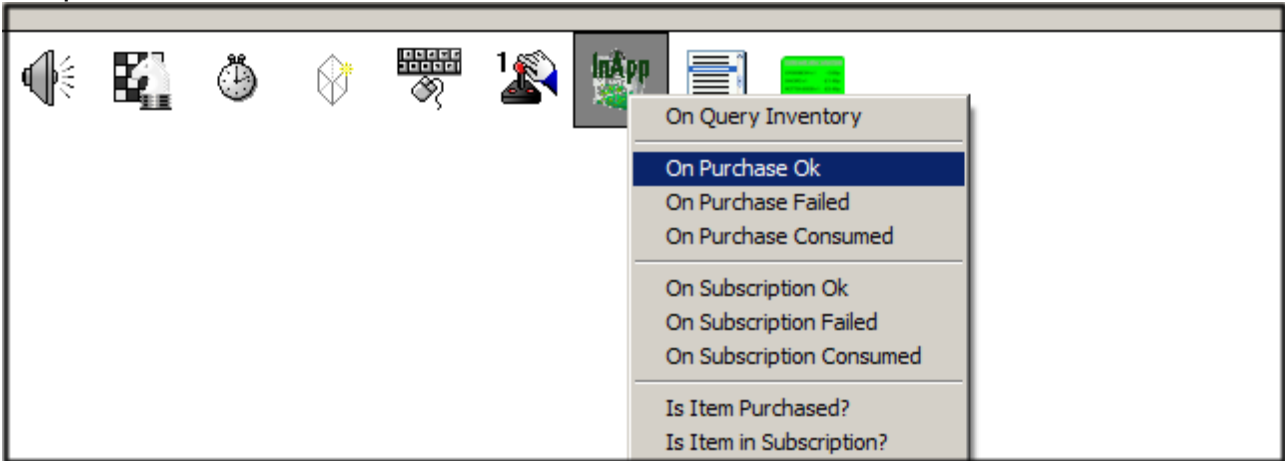 1
InApp
On Query Inventory
On Purchase Ok
On Purchase Failed
On Purchase Consumed
On Subscription Ok
On Subscription Failed
On Subscription Consumed
Is Item Purchased?
Is Item in Subscription?